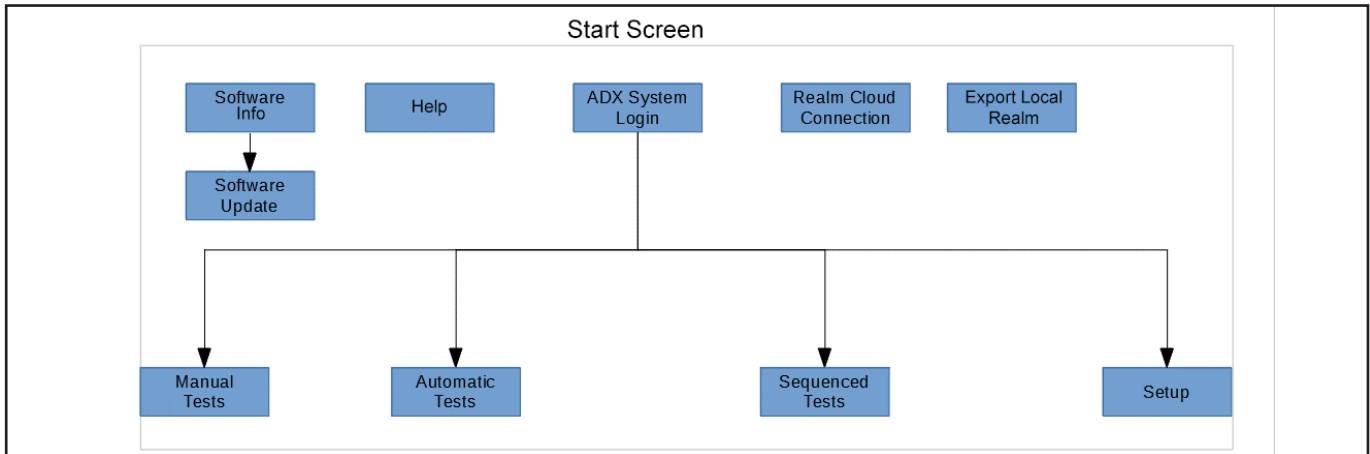 Start Screen
Software
Info
Help
ADX System
Login
Realm Cloud
Connection
Export Local
Realm
Software
Update
Manual
Tests
Automatic
Tests
Sequenced
Tests
Setup